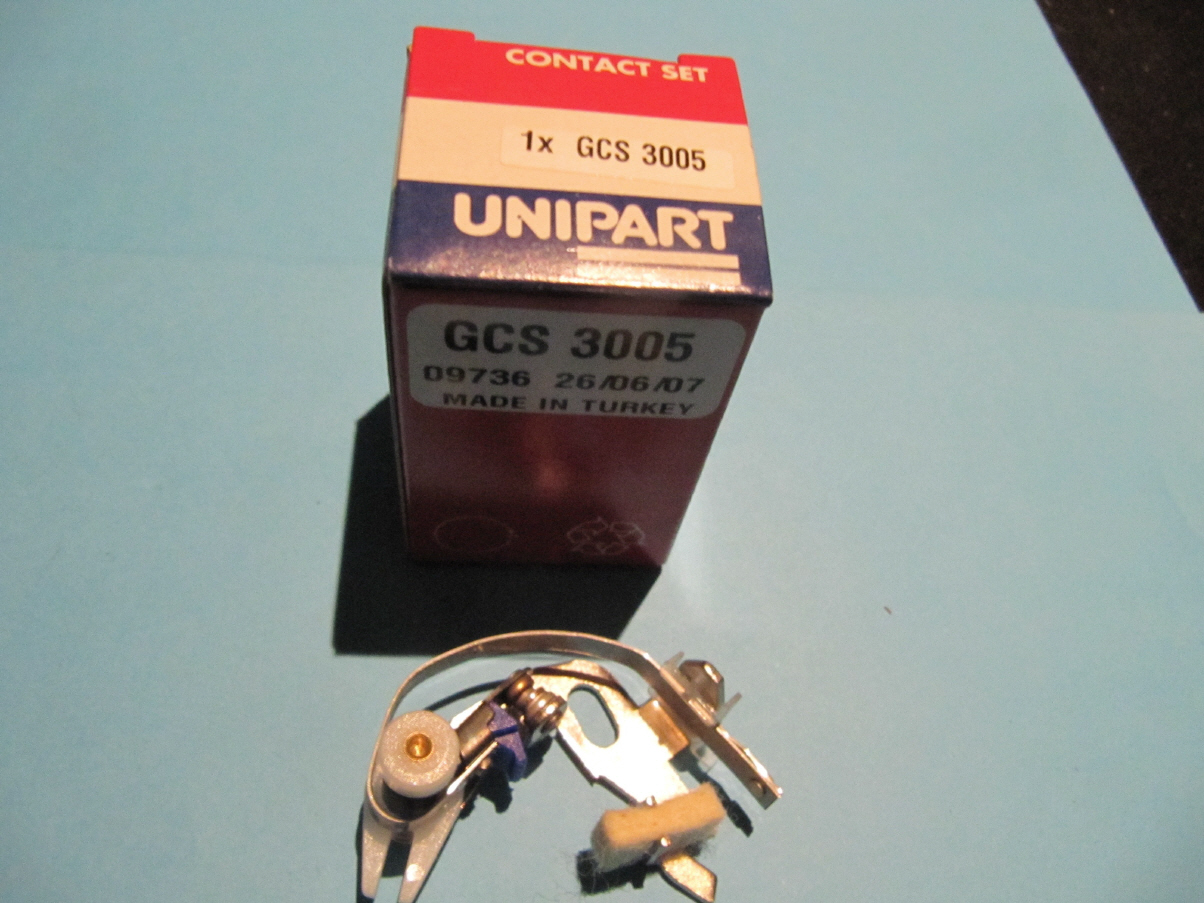 CONTACT SET
1x GCS 3005
UNIPART
GCS 3005
09736 26/06/07
MADE IN TURKEY